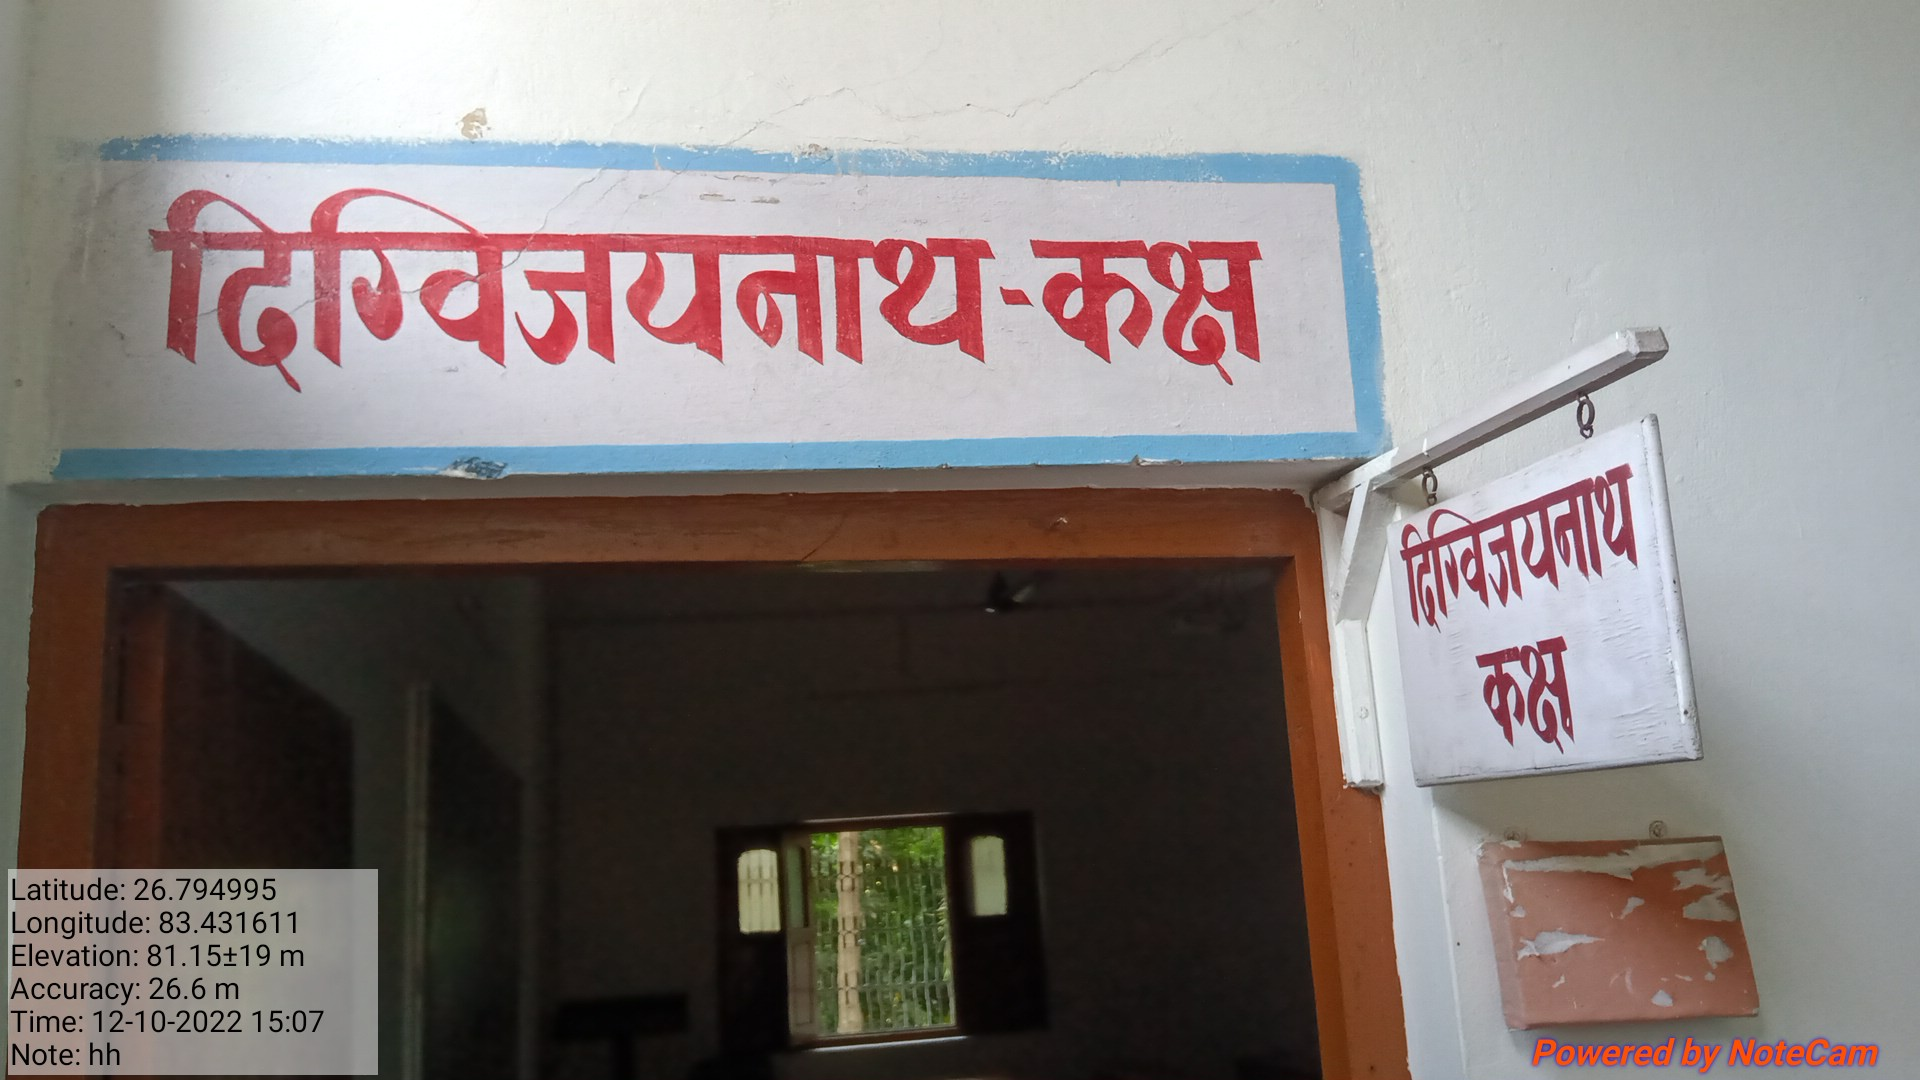 दिग्विजयनाथ-कक्ष
दिग्विजयनाथ
कक्ष
Latitude: 26.794995
Longitude: 83.431611
Elevation: 81.15±19 m
Accuracy: 26.6 m
Time: 12-10-2022 15:07
Note: hh
Powered by NoteCam